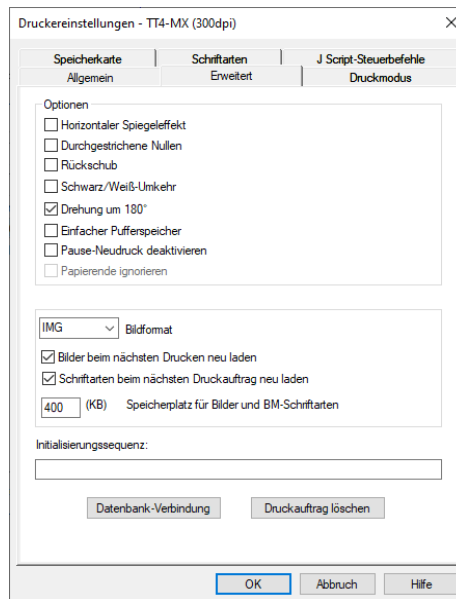 Druckereinstellungen - TT4-MX (300dpi)
Speicherkarte Schriftarten J Script-Steuerbefehle
Allgemein Erweitert Druckmodus
Optionen
Horizontaler Spiegeleffekt
Durchgestrichene Nullen
Rückschub
Schwarz/Weiß-Umkehr
Drehung um 180°
Einfacher Pufferspeicher
Pause-Neudruck deaktivieren
Papierende ignorieren
IMG Bildformat
Bilder beim nächsten Drucken neu laden
Schriftarten beim nächsten Druckauftrag neu laden
400 (KB) Speicherplatz für Bilder und BM-Schriftarten
Initialisierungssequenz:
Datenbank-Verbindung Druckauftrag löschen
OK Abbruch Hilfe